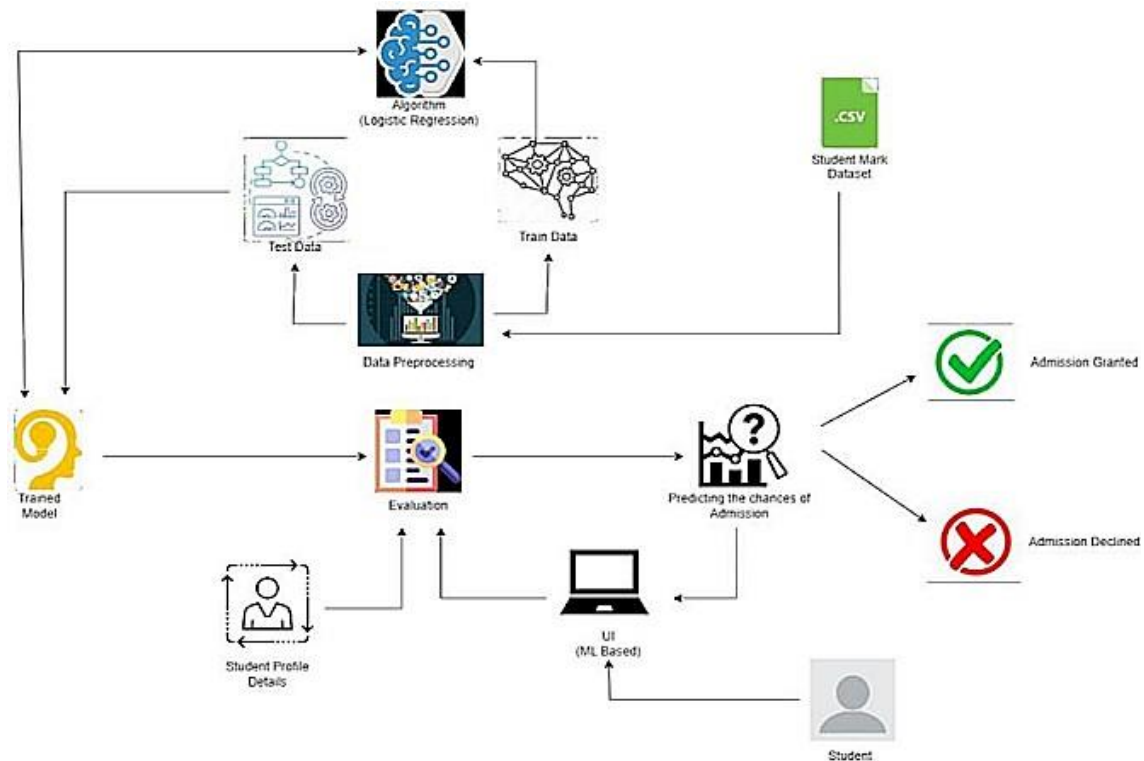 Algorithm
(Logistic Regression)
.CSV
Student Mark
Dataset
Test Data
Train Data
Data Preprocessing
Admission Granted
Trained
Model
Evaluation
?
Predicting the chances of
Admission
Admission Declined
Student Profile
Details
UI
(ML Based)
Student